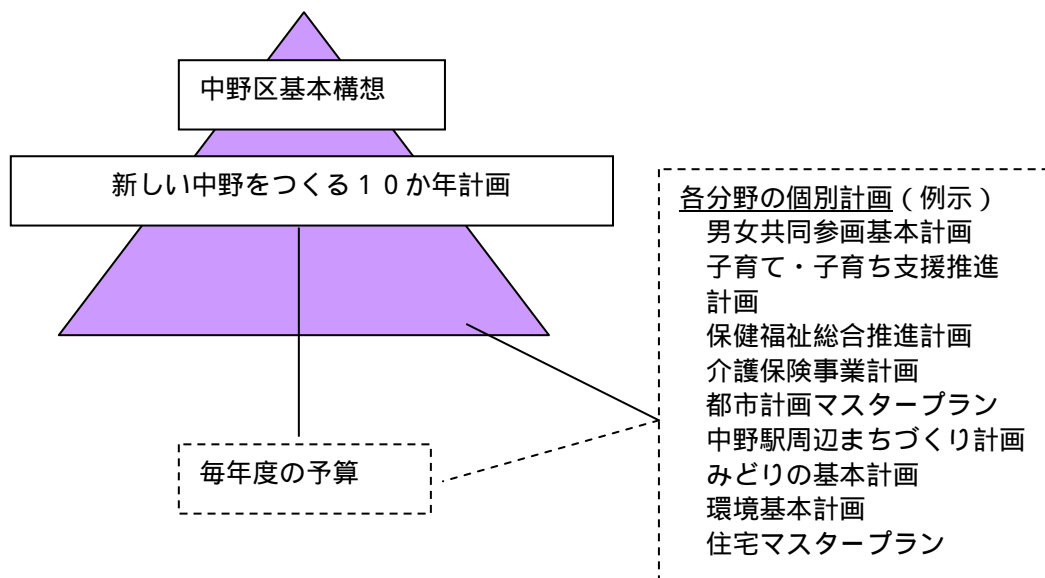 中野区基本構想
新しい中野をつくる１０か年計画
各分野の個別計画（例示）
男女共同参画基本計画
子育て・子育ち支援推進
計画
保健福祉総合推進計画
介護保険事業計画
都市計画マスタープラン
中野駅周辺まちづくり計画
みどりの基本計画
環境基本計画
住宅マスタープラン
毎年度の予算